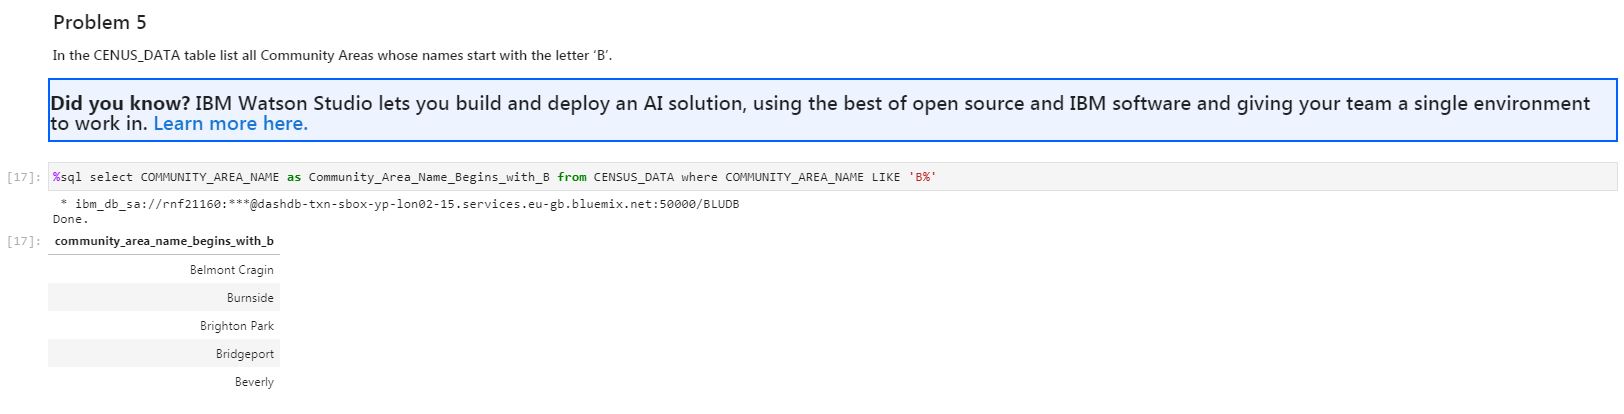 Problem 5
In the CENUS_DATA table list all Community Areas whose names start with the letter ‘B’.
Did you know? IBM Watson Studio lets you build and deploy an AI solution, using the best of open source and IBM software and giving your team a single environment
to work in. Learn more here.
[17]: %sql select COMMUNITY_AREA_NAME as Community_Area_Name_Begins_with_B from CENSUS_DATA where COMMUNITY_AREA_NAME LIKE 'B%'
* ibm_db_sa://rnf21160:***@dashdb-txn-sbox-yp-lon02-15.services.eu-gb.bluemix.net:50000/BLUDB
Done.
[17]: community_area_name_begins_with_b
Belmont Cragin
Burnside
Brighton Park
Bridgeport
Beverly